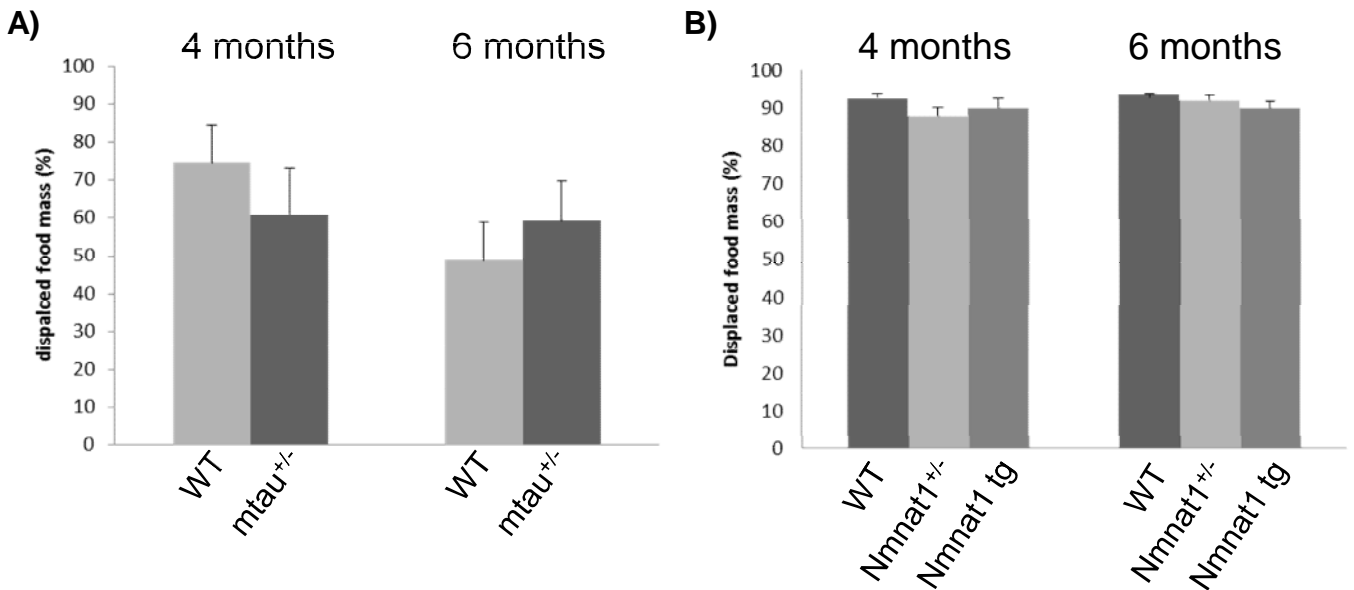 A)
4 months
6 months
dispalced food mass (%)
100
90
80
70
60
50
40
30
20
10
0
WT
mtau+/-
WT
mtau+/-
B)
4 months
6 months
Displaced food mass (%)
100
90
80
70
60
50
40
30
20
10
0
WT
Nmnat1+/-
Nmnat1 tg
WT
Nmnat1+/-
Nmnat1 tg